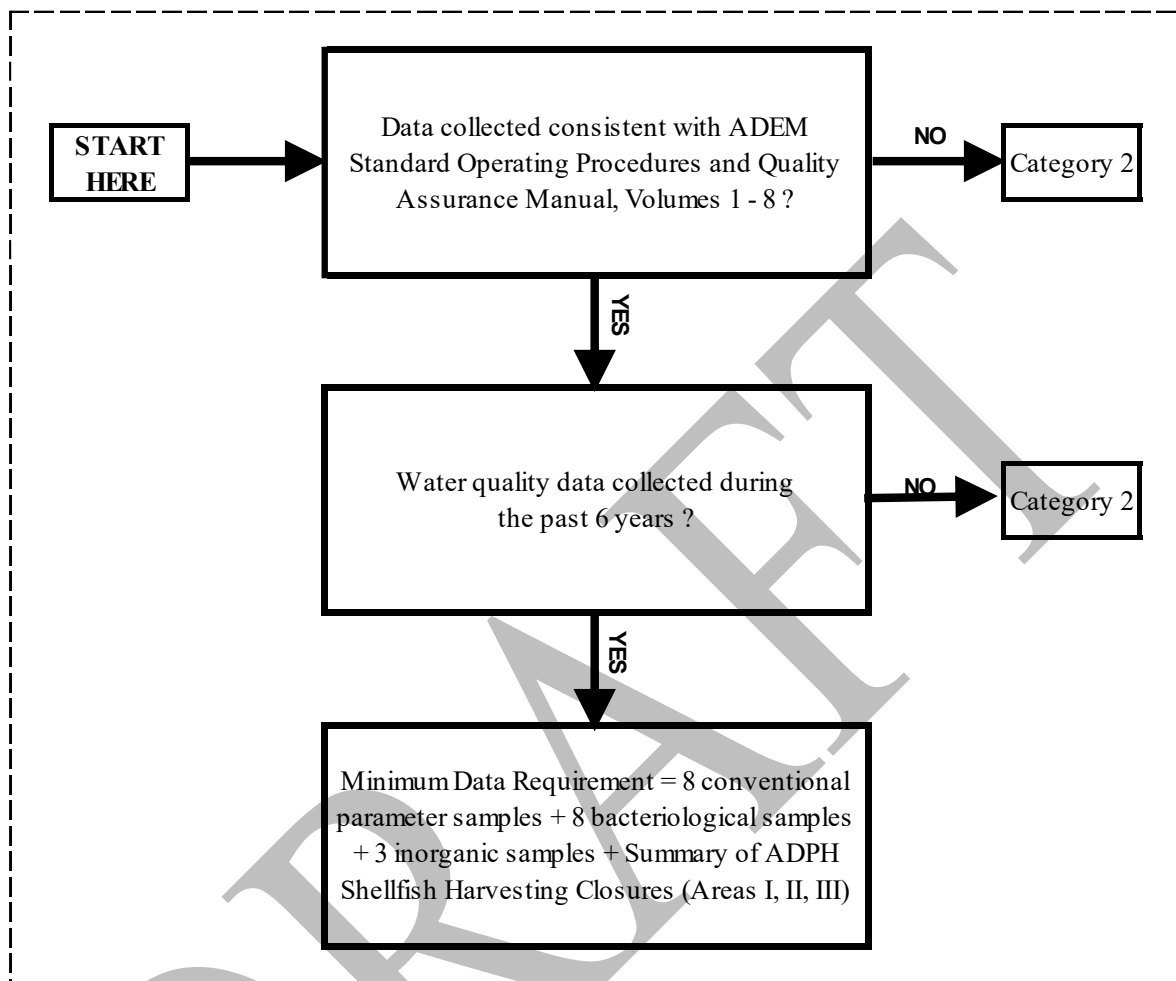 START
HERE
Data collected consistent with ADEM
Standard Operating Procedures and Quality
Assurance Manual, Volumes 1 - 8 ?
NO
Category 2
YES
Water quality data collected during
the past 6 years ?
NO
Category 2
YES
Minimum Data Requirement = 8 conventional
parameter samples + 8 bacteriological samples
+ 3 inorganic samples + Summary of ADPH
Shellfish Harvesting Closures (Areas I, II, III)
DRAFT